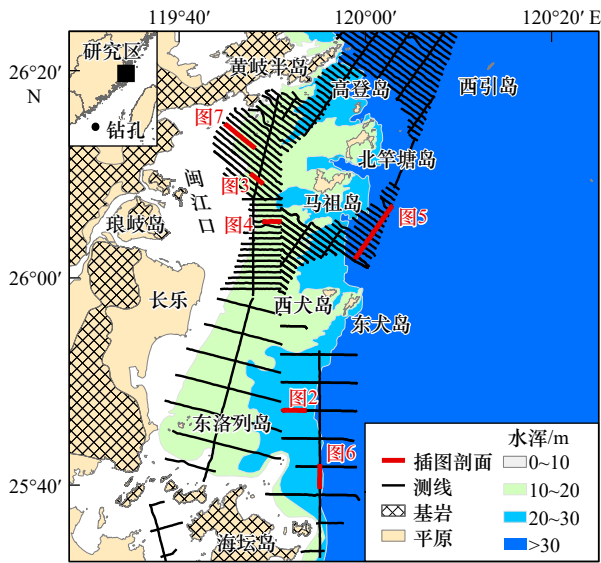 119°40′ 120°00′ 120°20′ E
26°20′
N
26°00′
25°40′
研究区
钻孔
黄岐半岛
高登岛
西引岛
图7
北竿塘岛
图3
闽江口
马祖岛
图4
图5
琅岐岛
长乐
西犬岛
东犬岛
图2
东洛列岛
图6
海坛岛
插图剖面
测线
基岩
平原
水浑/m
0~10
10~20
20~30
>30